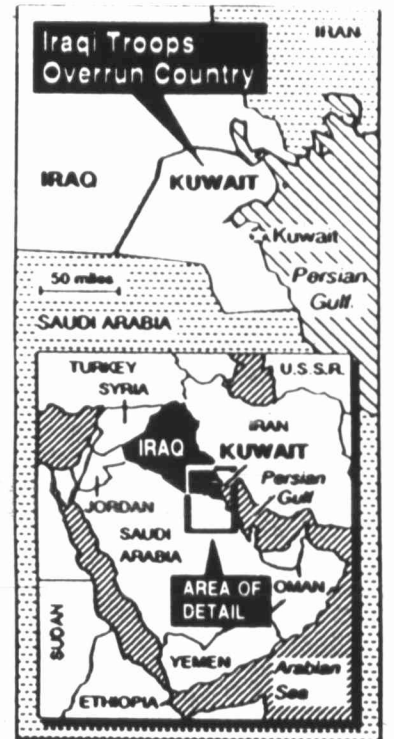 Iraqi Troops
Overrun Country
IRAN
IRAQ
KUWAIT
Kuwait
Persian
Gulf
50 miles
SAUDI ARABIA
TURKEY
U.S.S.R.
SYRIA
IRAN
IRAQ
KUWAIT
Persian
Gulf
JORDAN
SAUDI
ARABIA
AREA OF
DETAIL
OMAN
SUDAN
YEMEN
Arabian
Sea
ETHIOPIA